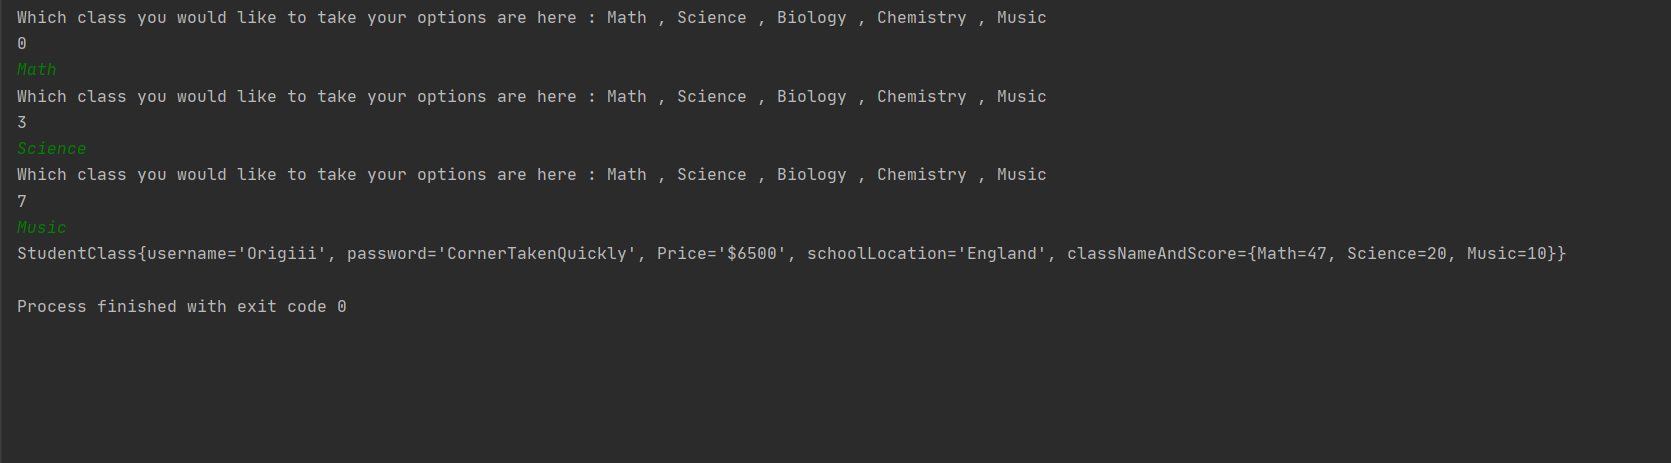 Which class you would like to take your options are here : Math , Science , Biology , Chemistry , Music
0
Math
Which class you would like to take your options are here : Math , Science , Biology , Chemistry , Music
3
Science
Which class you would like to take your options are here : Math , Science , Biology , Chemistry , Music
7
Music
StudentClass{username='Origiii', password='CornerTakenQuickly', Price='$6500', schoolLocation='England', classNameAndScore={Math=47, Science=20, Music=10}}
Process finished with exit code 0